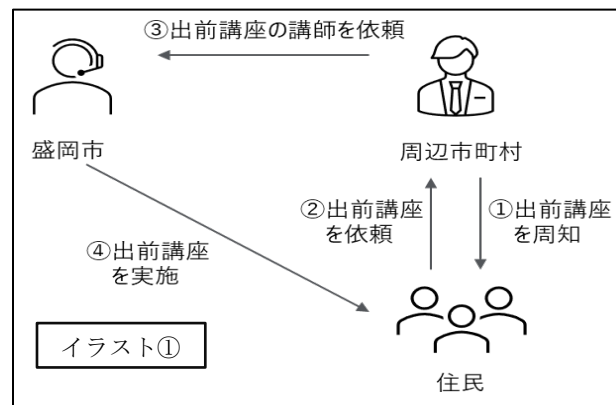 ③出前講座の講師を依頼
盛岡市
周辺市町村
②出前講座
を依頼
①出前講座
を周知
④出前講座
を実施
イラスト①
住民